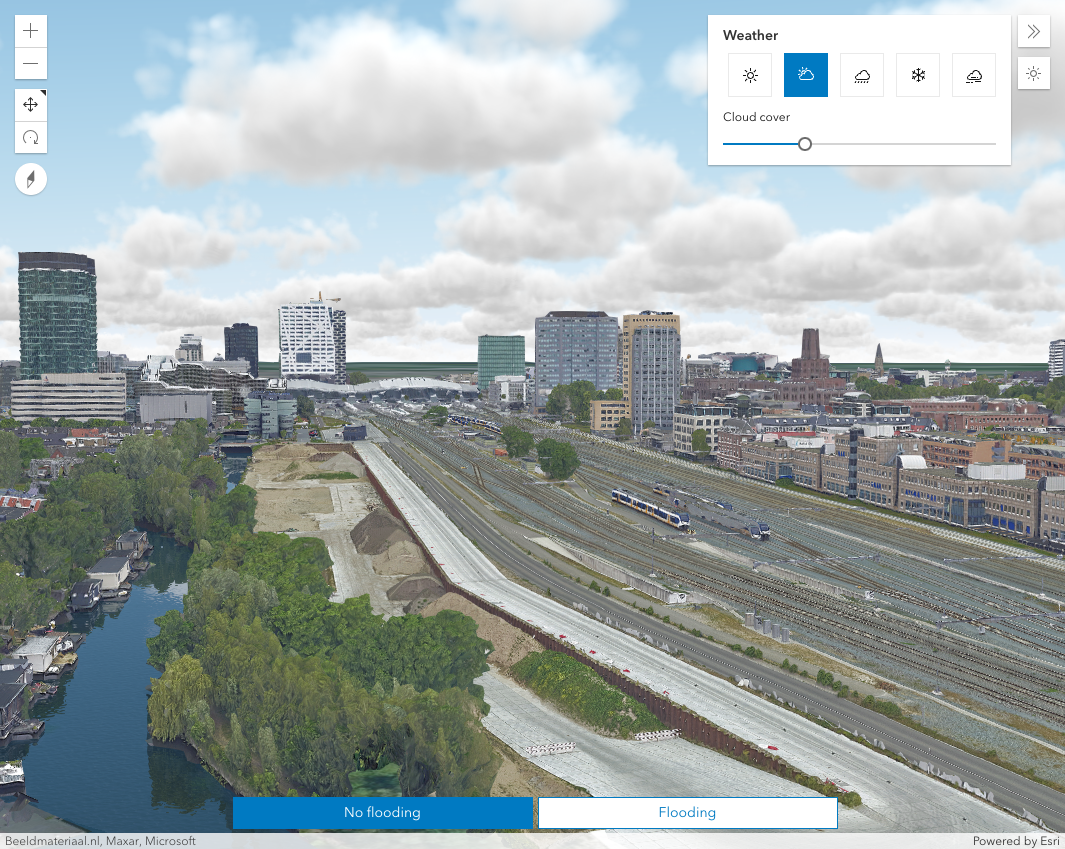 Weather
Cloud cover
No flooding
Flooding
Beeldmateriaal.nl, Maxar, Microsoft
Powered by Esri